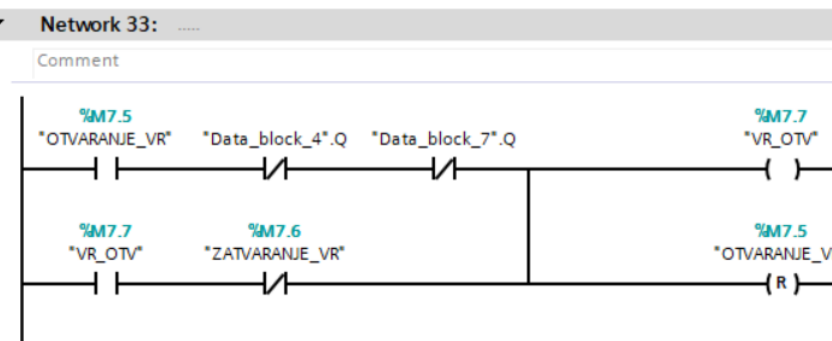 Network 33: .....
Comment
%M7.5 %M7.7
"OTVARANJE_VR" "Data_block_4".Q "Data_block_7".Q "VR_OTV"
%M7.7 %M7.6 %M7.5
"VR_OTV" "ZATVARANJE_VR" "OTVARANJE_V
R